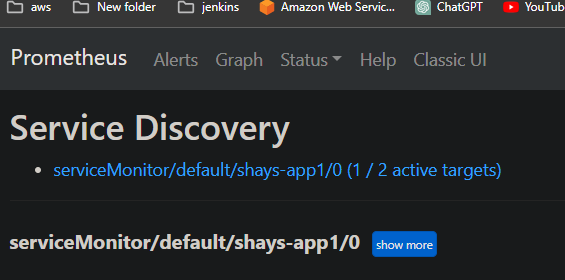 aws New folder jenkins Amazon Web Servic... ChatGPT YouTub
Prometheus Alerts Graph Status Help Classic UI
Service Discovery
serviceMonitor/default/shays-app1/0 (1 / 2 active targets)
serviceMonitor/default/shays-app1/0 show more